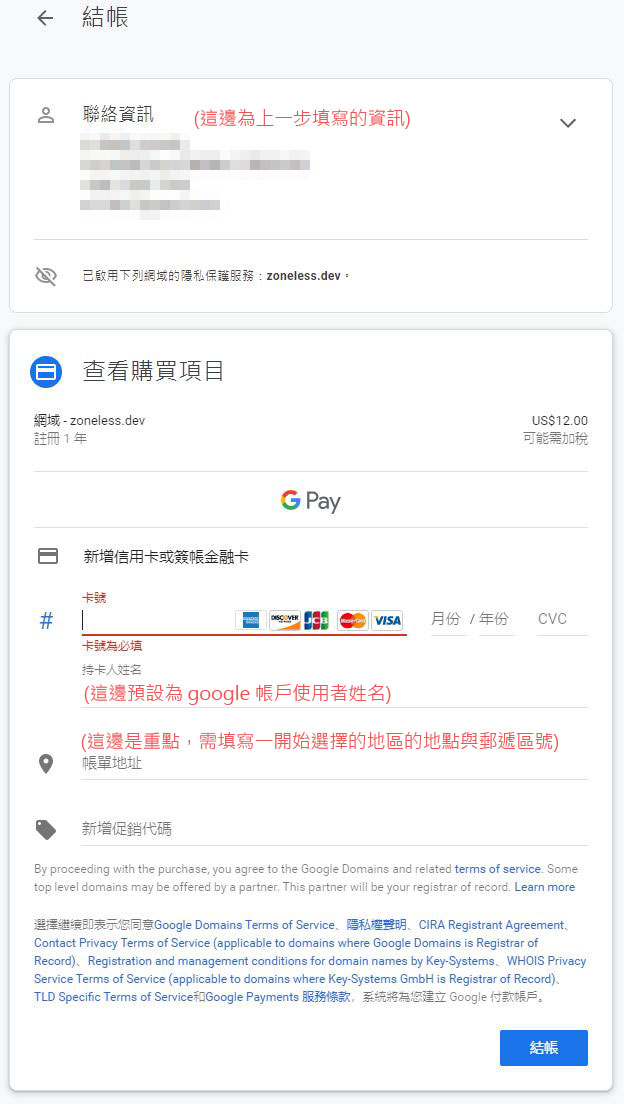 結帳
聯絡資訊 (這邊為上一步填寫的資訊)
已啟用下列網域的隱私保護服務：zoneless.dev。
查看購買項目
網域 - zoneless.dev US$12.00
註冊 1 年 可能需加稅
G Pay
新增信用卡或簽帳金融卡
卡號
# AMERICAN EXPRESS DISCOVER JCB MasterCard VISA 月份 / 年份 CVC
卡號為必填
持卡人姓名
(這邊預設為 google 帳戶使用者姓名)
(這邊是重點，需填寫一開始選擇的地區的地點與郵遞區號)
帳單地址
新增促銷代碼
By proceeding with the purchase, you agree to the Google Domains and related terms of service. Some
top level domains may be offered by a partner. This partner will be your registrar of record. Learn more
選擇繼續即表示您同意Google Domains Terms of Service、隱私權聲明、CIRA Registrant Agreement、
Contact Privacy Terms of Service (applicable to domains where Google Domains is Registrar of
Record)、Registration and management conditions for domain names by Key-Systems、WHOIS Privacy
Service Terms of Service (applicable to domains where Key-Systems GmbH is Registrar of Record)、
TLD Specific Terms of Service和Google Payments 服務條款，系統將為您建立 Google 付款帳戶。
結帳